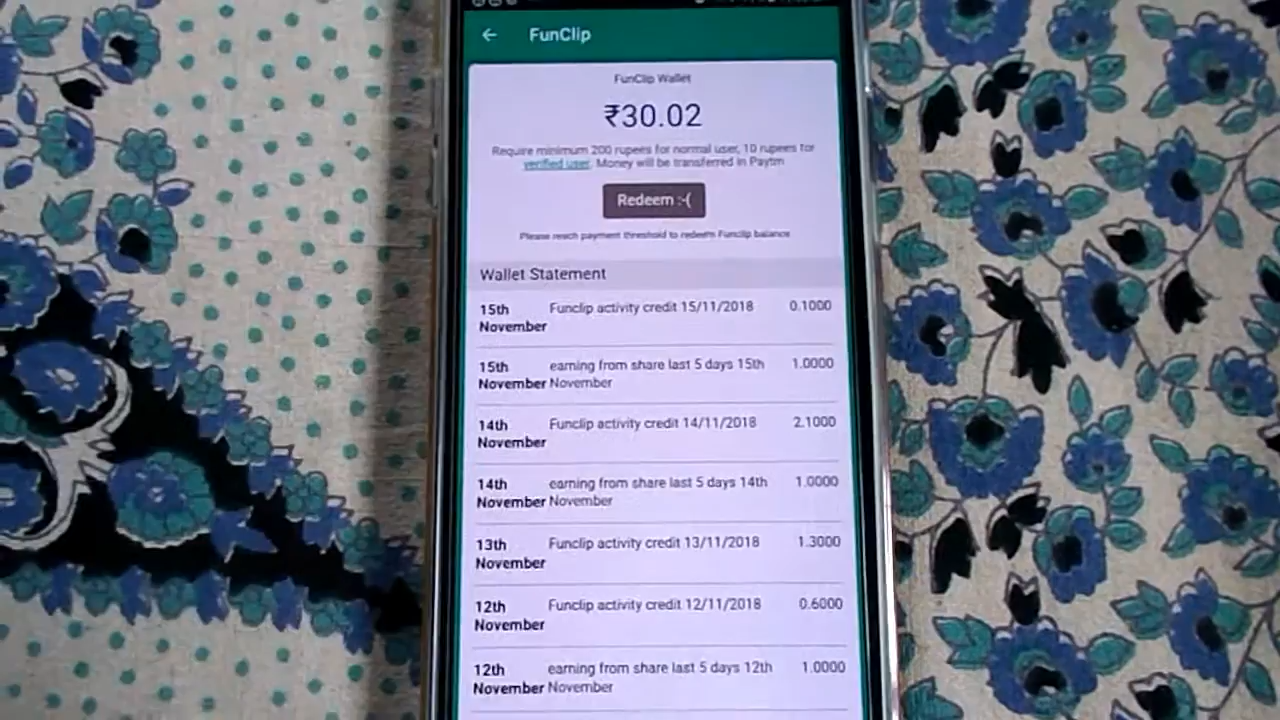 FunClip
FunClip Wallet
₹30.02
Require minimum 200 rupees for normal user, 10 rupees for
verified user. Money will be transferred in Paytm
Redeem :-(
Please reach payment threshold to redeem Funclip balance
Wallet Statement
15th November Funclip activity credit 15/11/2018 0.1000
15th November earning from share last 5 days 15th November 1.0000
14th November Funclip activity credit 14/11/2018 2.1000
14th November earning from share last 5 days 14th November 1.0000
13th November Funclip activity credit 13/11/2018 1.3000
12th November Funclip activity credit 12/11/2018 0.6000
12th November earning from share last 5 days 12th November 1.0000